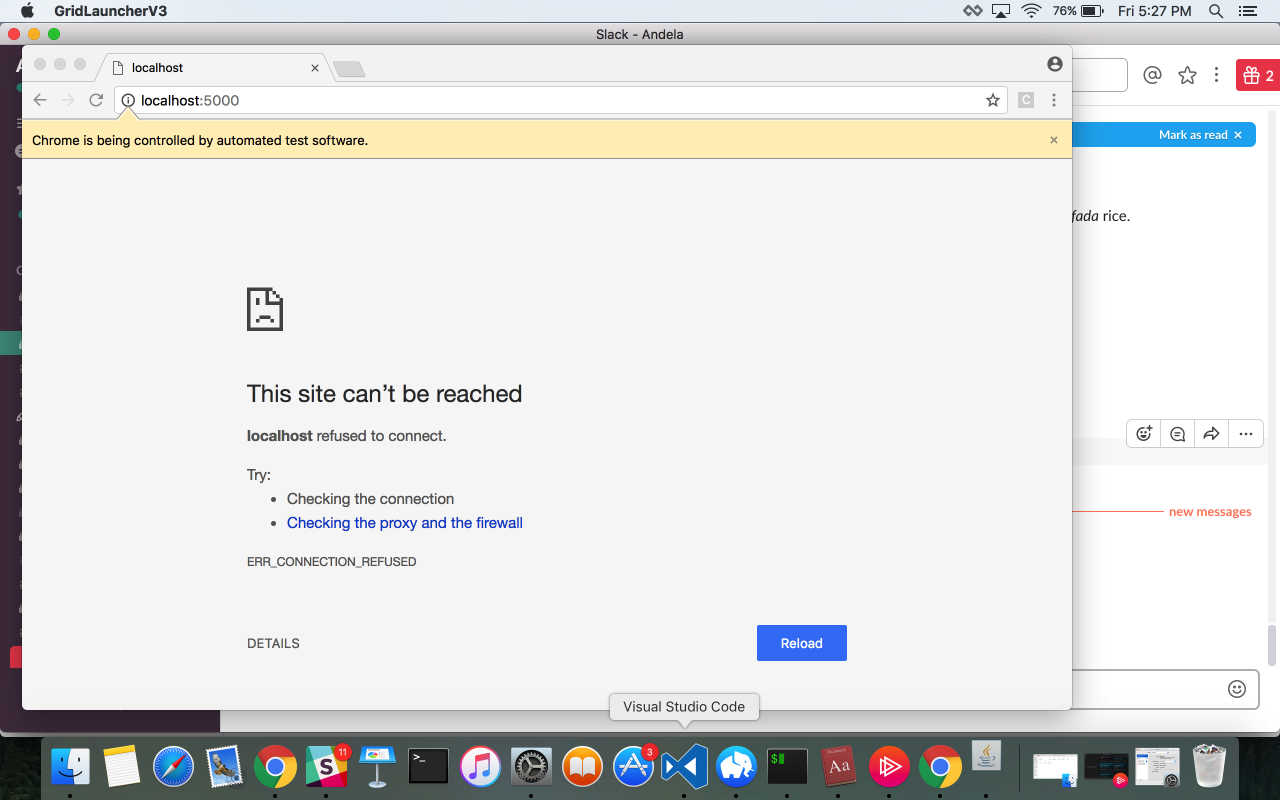 GridLauncherV3
76%
Fri 5:27 PM
Slack - Andela
localhost
localhost:5000
C
2
Chrome is being controlled by automated test software.
Mark as read
fada rice.
This site can’t be reached
localhost refused to connect.
Try:
Checking the connection
Checking the proxy and the firewall
new messages
ERR_CONNECTION_REFUSED
DETAILS
Reload
Visual Studio Code
11
3
S
>_
$
Aa